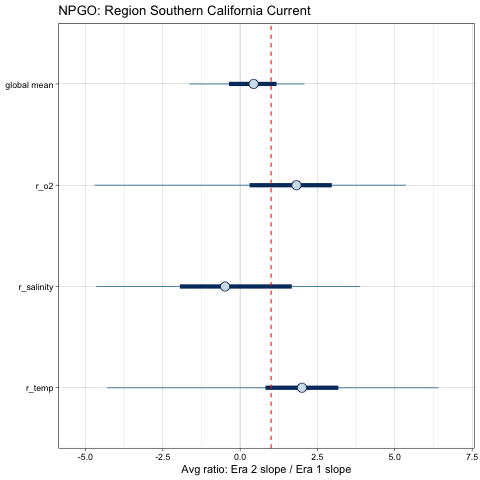 NPGO: Region Southern California Current
global mean
r_o2
r_salinity
r_temp
-5.0 -2.5 0.0 2.5 5.0 7.5
Avg ratio: Era 2 slope / Era 1 slope